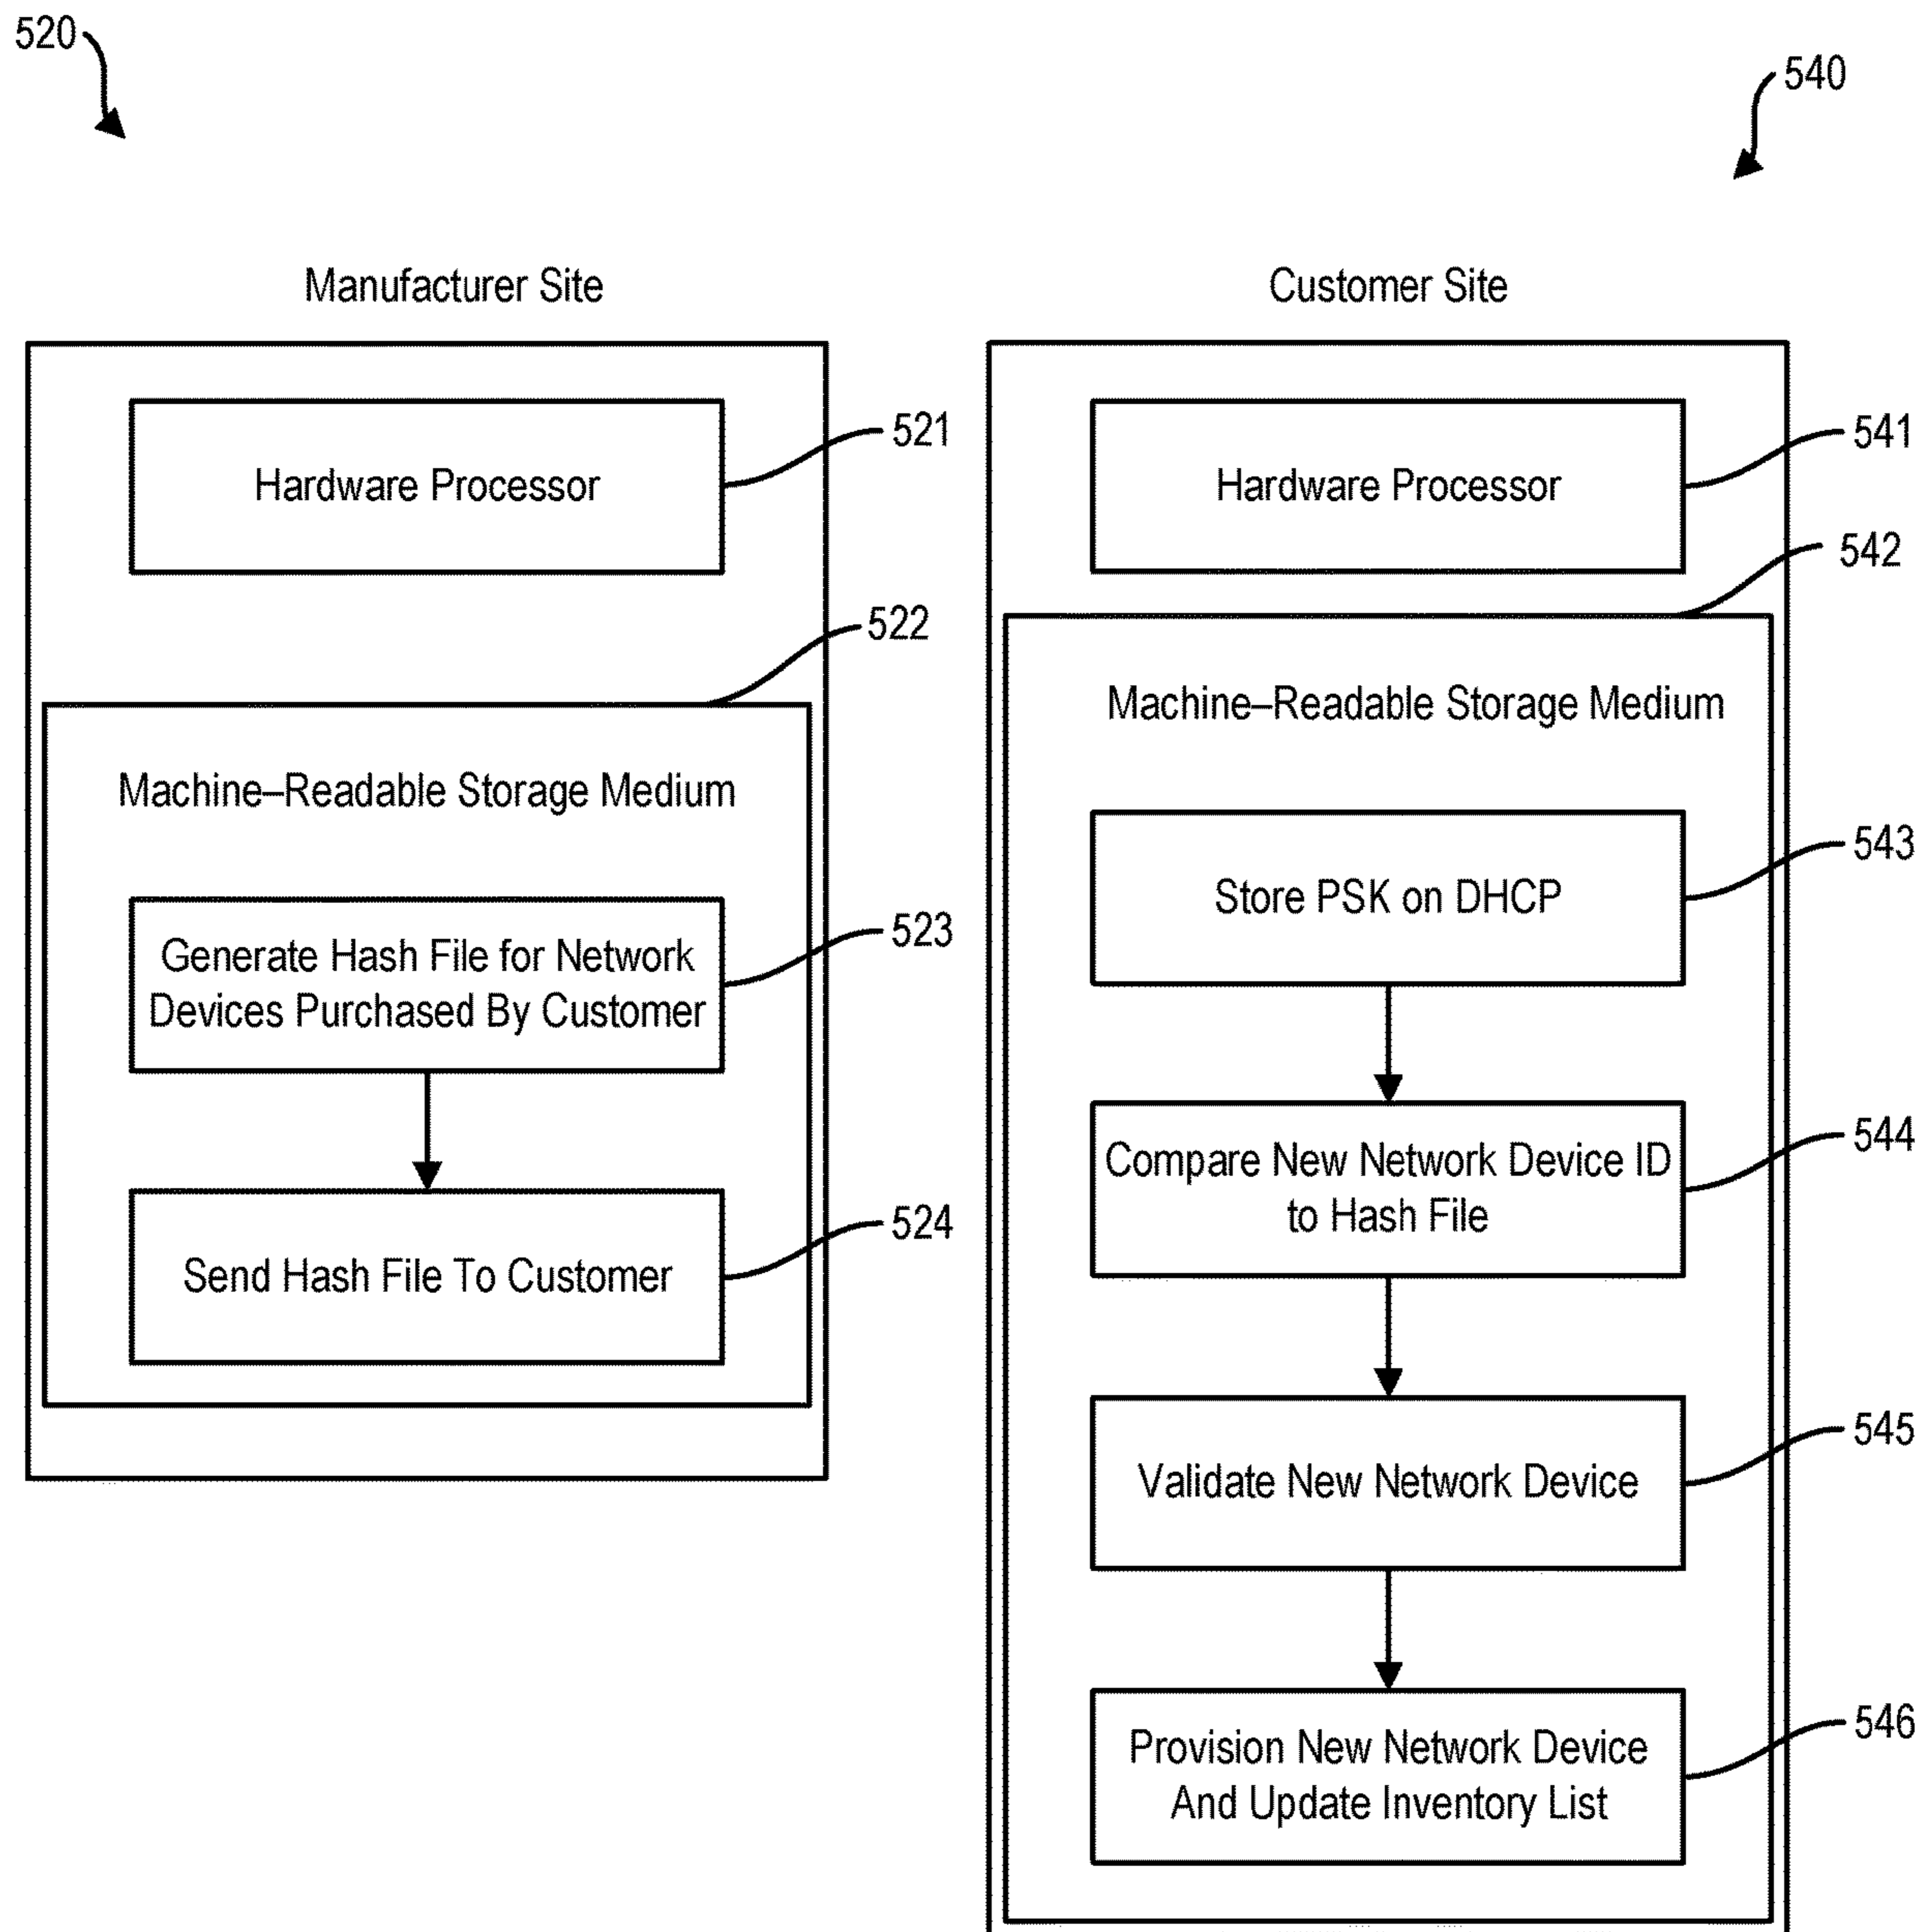 520
540
Manufacturer Site
Hardware Processor
521
522
Machine–Readable Storage Medium
Generate Hash File for Network
Devices Purchased By Customer
523
Send Hash File To Customer
524
Customer Site
Hardware Processor
541
542
Machine–Readable Storage Medium
Store PSK on DHCP
543
Compare New Network Device ID
to Hash File
544
Validate New Network Device
545
Provision New Network Device
And Update Inventory List
546